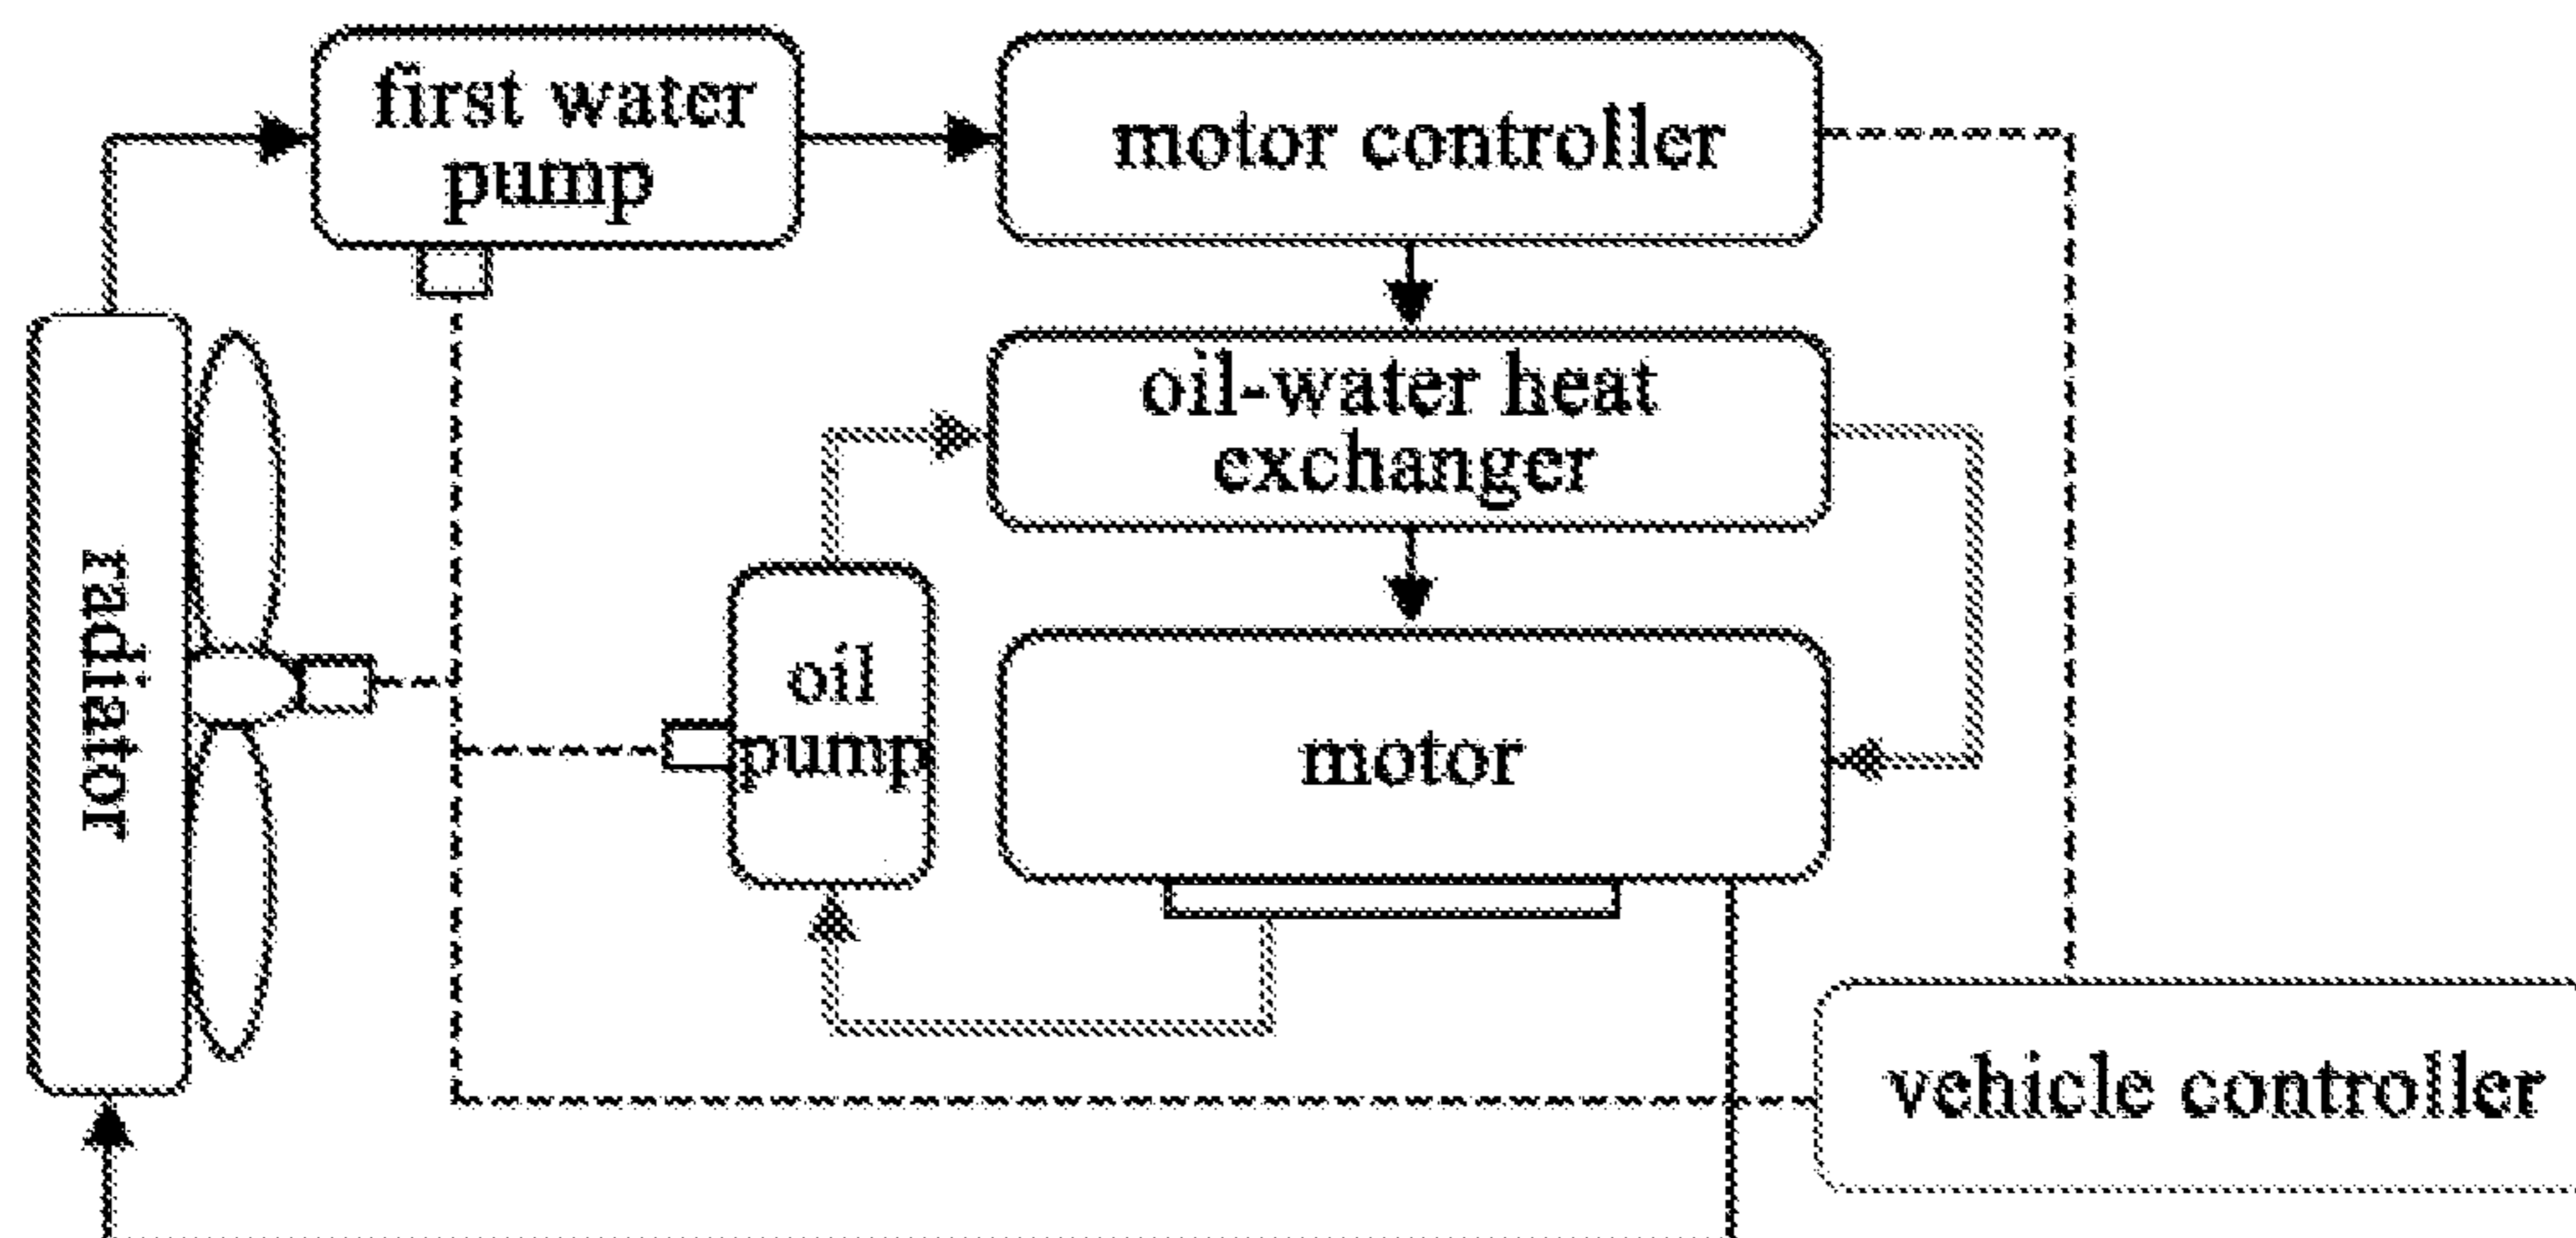 first water
pump
motor controller
oil-water heat
exchanger
radiator
oil
pump
motor
vehicle controller